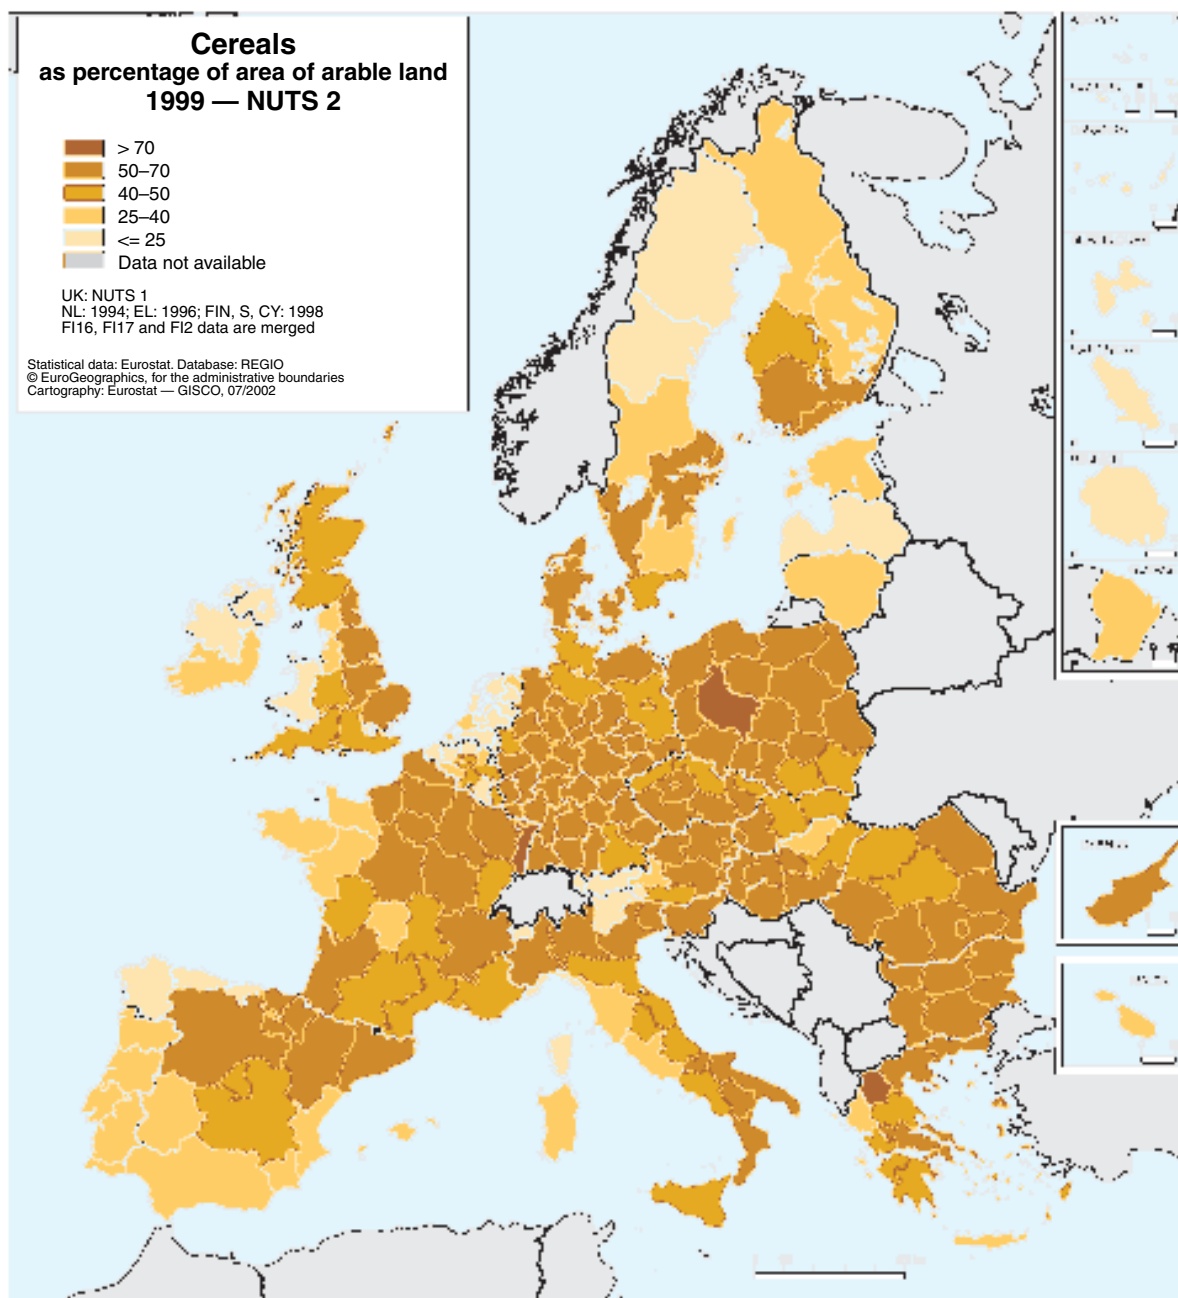 Cereals
as percentage of area of arable land
1999 — NUTS 2
> 70
50–70
40–50
25–40
<= 25
Data not available
UK: NUTS 1
NL: 1994; EL: 1996; FIN, S, CY: 1998
FI16, FI17 and FI2 data are merged
Statistical data: Eurostat. Database: REGIO
© EuroGeographics, for the administrative boundaries
Cartography: Eurostat — GISCO, 07/2002